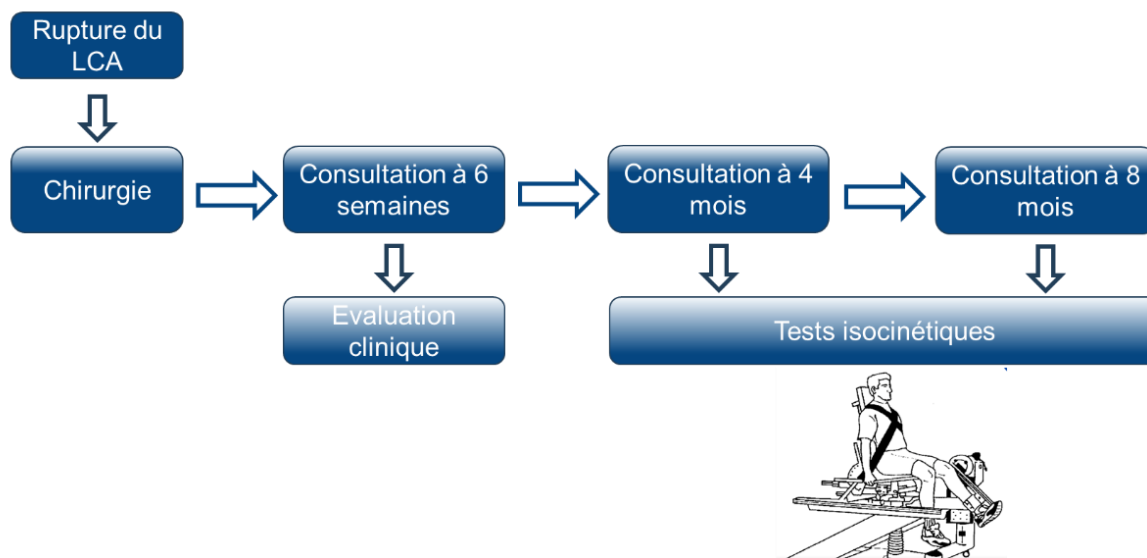 Rupture du
LCA
Chirurgie
Consultation à 6
semaines
Consultation à 4
mois
Consultation à 8
mois
Evaluation
clinique
Tests isocinétiques